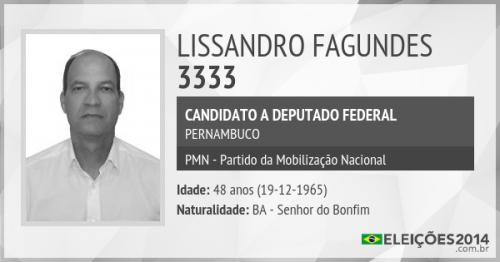 LISSANDRO FAGUNDES
3333
CANDIDATO A DEPUTADO FEDERAL
PERNAMBUCO
PMN - Partido da Mobilização Nacional
Idade: 48 anos (19-12-1965)
Naturalidade: BA - Senhor do Bonfim
ELEIÇÕES2014
.com.br